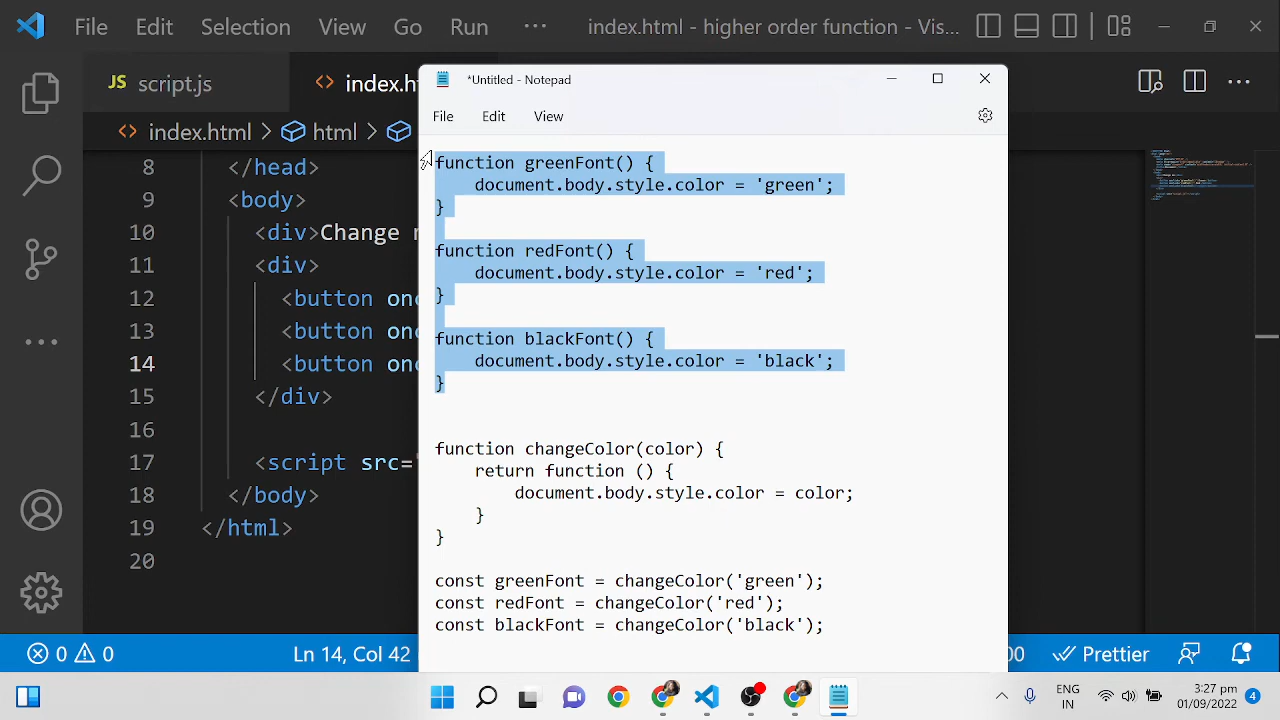 File Edit Selection View Go Run ··· index.html - higher order function - Vis...
JS script.js <> index.h
<> index.html > html >
*Untitled - Notepad
File Edit View
function greenFont() {
document.body.style.color = 'green';
}
function redFont() {
document.body.style.color = 'red';
}
function blackFont() {
document.body.style.color = 'black';
}
function changeColor(color) {
return function () {
document.body.style.color = color;
}
}
const greenFont = changeColor('green');
const redFont = changeColor('red');
const blackFont = changeColor('black');
8 </head>
9 <body>
10 <div>Change
11 <div>
12 <button on
13 <button on
14 <button on
15 </div>
16
17 <script src=
18 </body>
19 </html>
20
0 0 Ln 14, Col 42 00 Prettier
ENG 3:27 pm
IN 01/09/2022 4